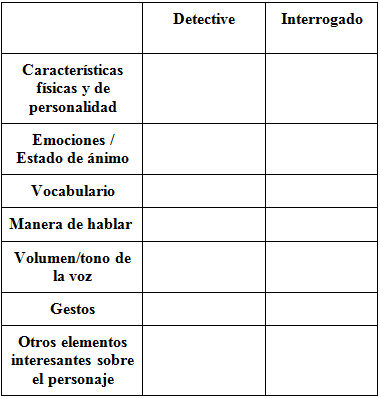 Detective Interrogado
Características
físicas y de
personalidad
Emociones /
Estado de ánimo
Vocabulario
Manera de hablar
Volumen/tono de
la voz
Gestos
Otros elementos
interesantes sobre
el personaje